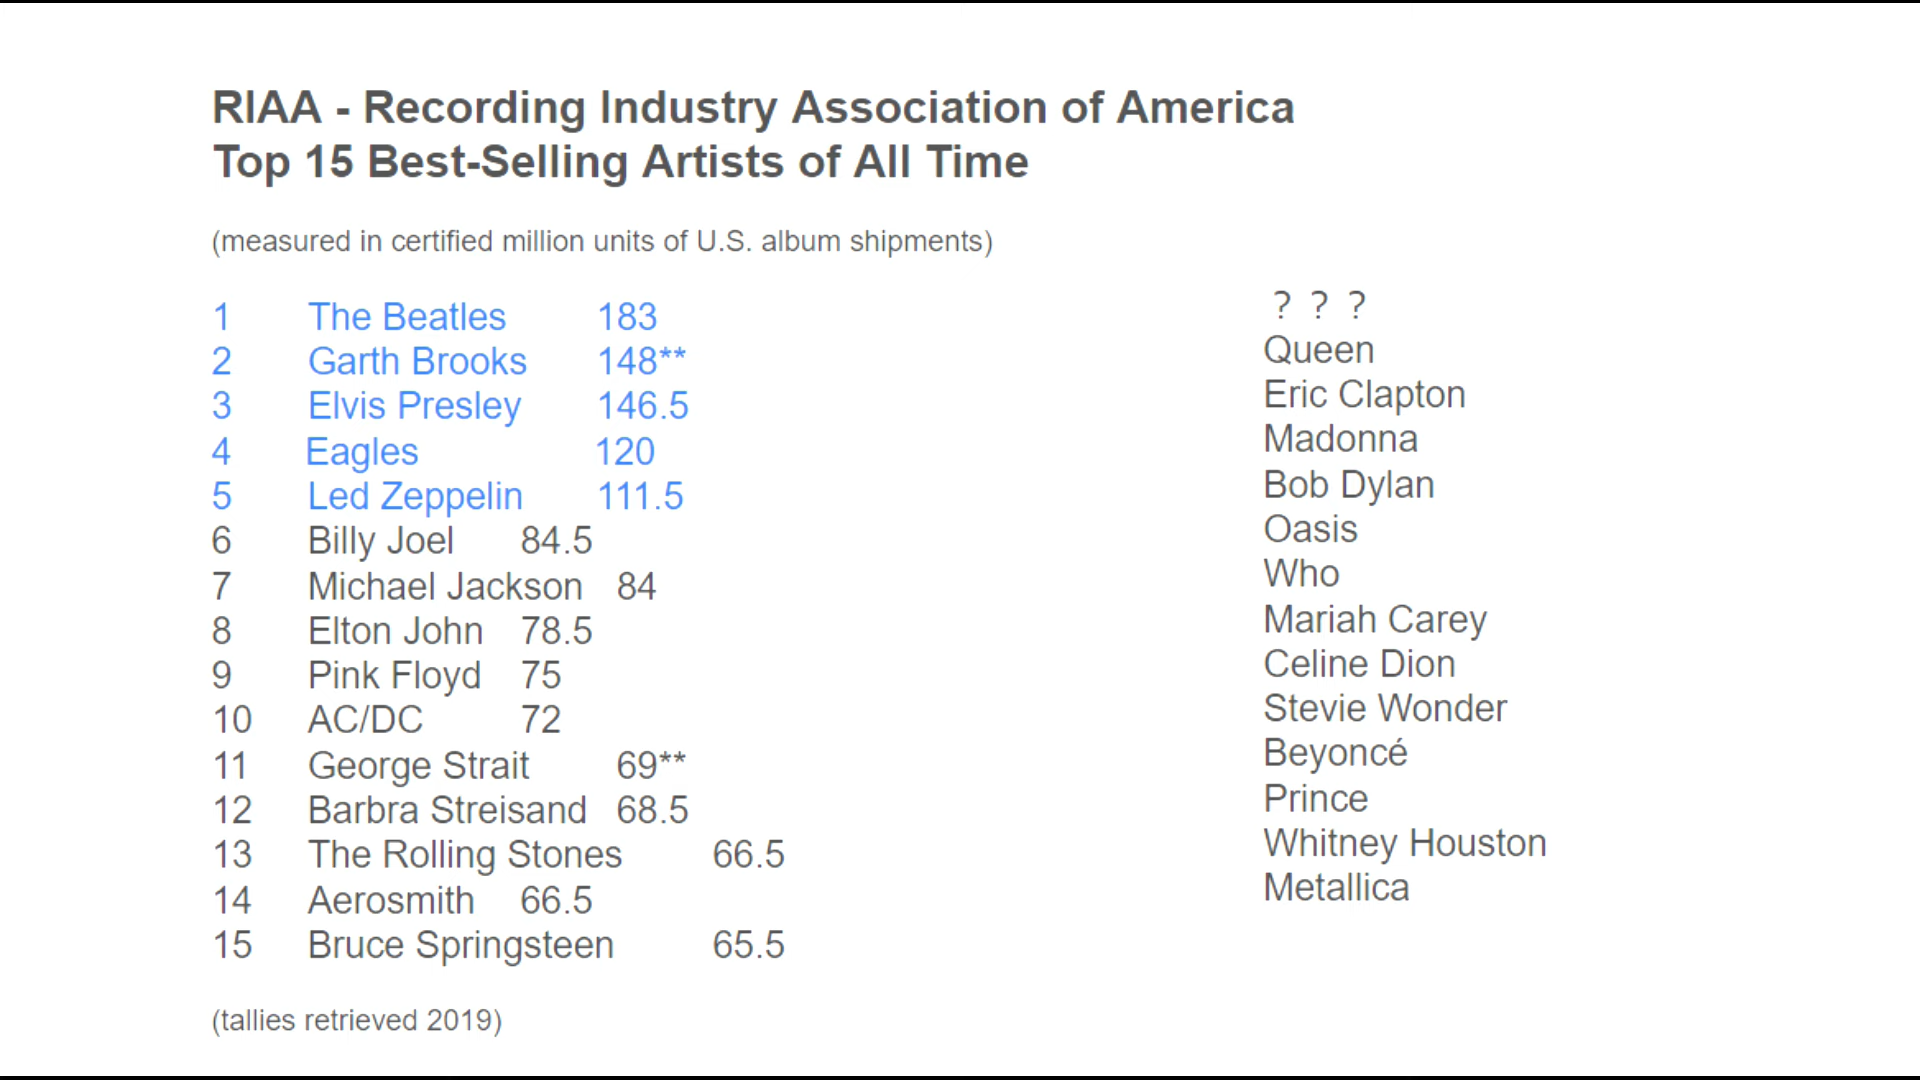 RIAA - Recording Industry Association of America
Top 15 Best-Selling Artists of All Time
(measured in certified million units of U.S. album shipments)
1 The Beatles 183
2 Garth Brooks 148**
3 Elvis Presley 146.5
4 Eagles 120
5 Led Zeppelin 111.5
6 Billy Joel 84.5
7 Michael Jackson 84
8 Elton John 78.5
9 Pink Floyd 75
10 AC/DC 72
11 George Strait 69**
12 Barbra Streisand 68.5
13 The Rolling Stones 66.5
14 Aerosmith 66.5
15 Bruce Springsteen 65.5
(tallies retrieved 2019)
? ? ?
Queen
Eric Clapton
Madonna
Bob Dylan
Oasis
Who
Mariah Carey
Celine Dion
Stevie Wonder
Beyoncé
Prince
Whitney Houston
Metallica